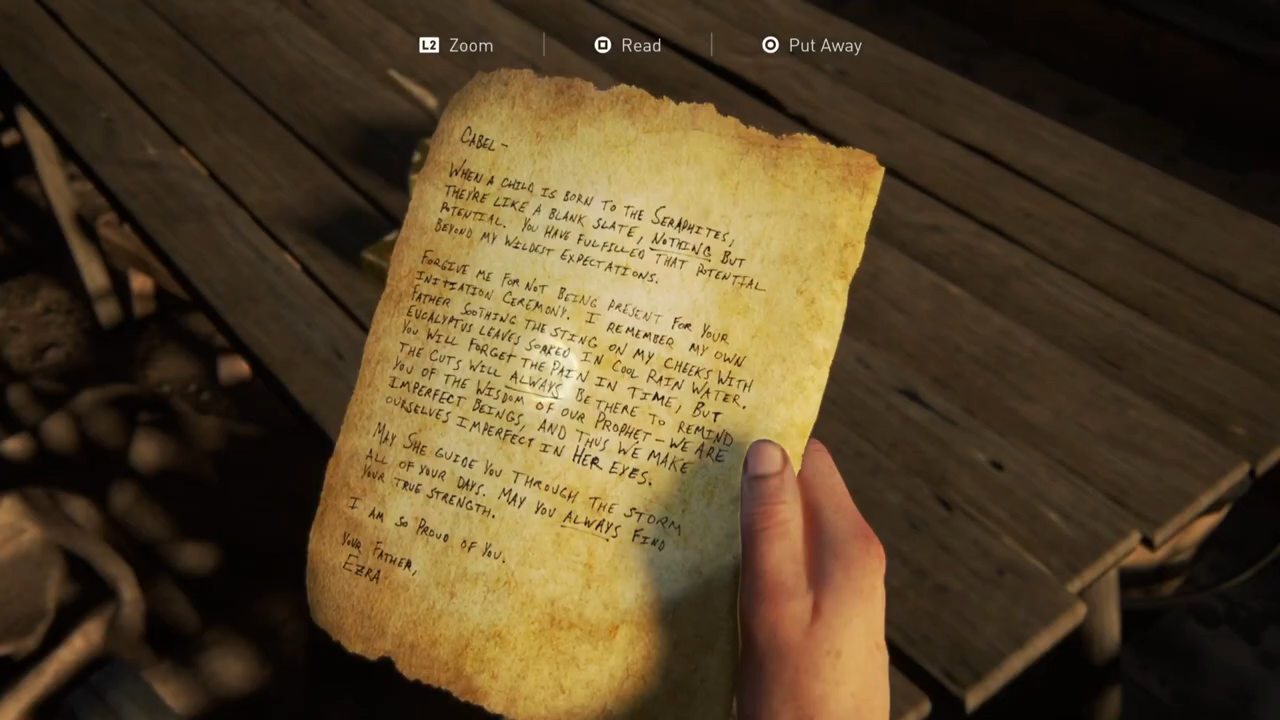 L2 Zoom
Read
Put Away
CABEL -
WHEN A CHILD IS BORN TO THE SERAPHITES,
THEY'RE LIKE A BLANK SLATE, NOTHING BUT
POTENTIAL. YOU HAVE FULFILLED THAT POTENTIAL
BEYOND MY WILDEST EXPECTATIONS.
FORGIVE ME FOR NOT BEING PRESENT FOR YOUR
INITIATION CEREMONY. I REMEMBER MY OWN
FATHER SOOTHING THE STING ON MY CHEEKS WITH
EUCALYPTUS LEAVES SOAKED IN COOL RAIN WATER.
YOU WILL FORGET THE PAIN IN TIME, BUT
THE CUTS WILL ALWAYS BE THERE TO REMIND
YOU OF THE WISDOM OF OUR PROPHET - WE ARE
IMPERFECT BEINGS, AND THUS WE MAKE
OURSELVES IMPERFECT IN HER EYES.
MAY SHE GUIDE YOU THROUGH THE STORM
ALL OF YOUR DAYS. MAY YOU ALWAYS FIND
YOUR TRUE STRENGTH.
I AM SO PROUD OF YOU.
YOUR FATHER,
EZRA